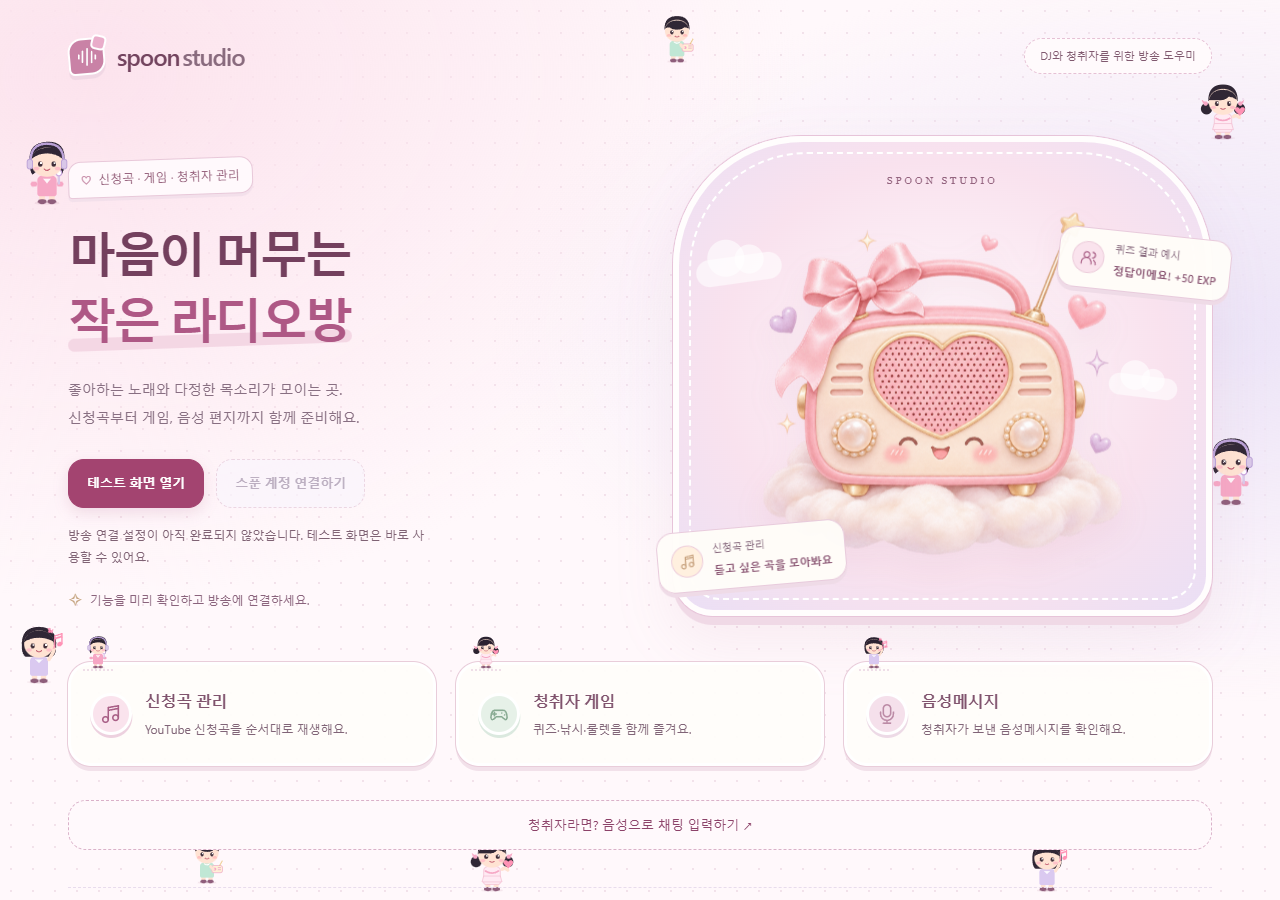 spoon studio
DJ와 청취자를 위한 방송 도우미
♡ 신청곡 · 게임 · 청취자 관리
마음이 머무는
작은 라디오방
좋아하는 노래와 다정한 목소리가 모이는 곳.
신청곡부터 게임, 음성 편지까지 함께 준비해요.
테스트 화면 열기
스푼 계정 연결하기
방송 연결 설정이 아직 완료되지 않았습니다. 테스트 화면은 바로 사
용할 수 있어요.
기능을 미리 확인하고 방송에 연결하세요.
SPOON STUDIO
퀴즈 결과 예시
정답이에요! +50 EXP
신청곡 관리
듣고 싶은 곡을 모아봐요
신청곡 관리
YouTube 신청곡을 순서대로 재생해요.
청취자 게임
퀴즈·낚시·룰렛을 함께 즐겨요.
음성메시지
청취자가 보낸 음성메시지를 확인해요.
청취자라면? 음성으로 채팅 입력하기 ↗